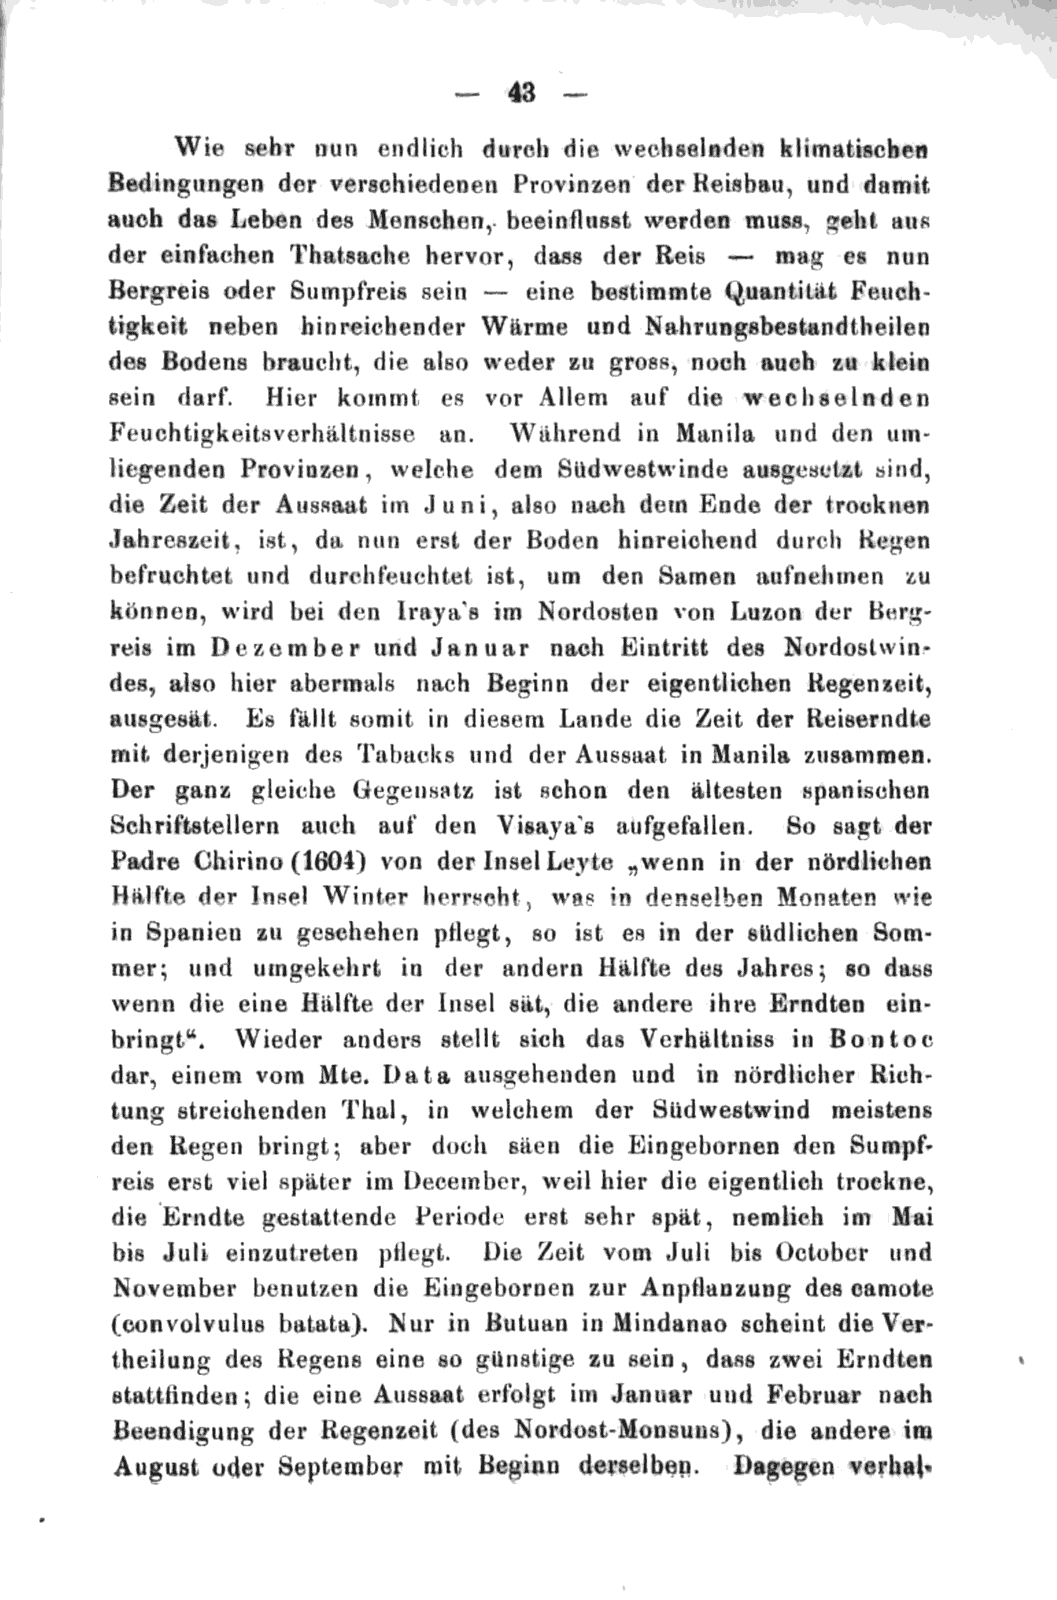 — 43 —
Wie sehr nun endlich durch die wechselnden klimatischen
Bedingungen der verschiedenen Provinzen der Reisbau, und damit
auch das Leben des Menschen, beeinflusst werden muss, geht aus
der einfachen Thatsache hervor, dass der Reis — mag es nun
Bergreis oder Sumpfreis sein — eine bestimmte Quantität Feuch-
tigkeit neben hinreichender Wärme und Nahrungsbestandtheilen
des Bodens braucht, die also weder zu gross, noch auch zu klein
sein darf. Hier kommt es vor Allem auf die wechselnden
Feuchtigkeitsverhältnisse an. Während in Manila und den um-
liegenden Provinzen, welche dem Südwestwinde ausgesetzt sind,
die Zeit der Aussaat im Juni, also nach dem Ende der trocknen
Jahreszeit, ist, da nun erst der Boden hinreichend durch Regen
befruchtet und durchfeuchtet ist, um den Samen aufnehmen zu
können, wird bei den Iraya's im Nordosten von Luzon der Berg-
reis im Dezember und Januar nach Eintritt des Nordostwin-
des, also hier abermals nach Beginn der eigentlichen Regenzeit,
ausgesät. Es fällt somit in diesem Lande die Zeit der Reiserndte
mit derjenigen des Tabacks und der Aussaat in Manila zusammen.
Der ganz gleiche Gegensatz ist schon den ältesten spanischen
Schriftstellern auch auf den Visaya's aufgefallen. So sagt der
Padre Chirino (1604) von der Insel Leyte „wenn in der nördlichen
Hälfte der Insel Winter herrscht, was in denselben Monaten wie
in Spanien zu geschehen pflegt, so ist es in der südlichen Som-
mer; und umgekehrt in der andern Hälfte des Jahres; so dass
wenn die eine Hälfte der Insel sät, die andere ihre Erndten ein-
bringt“. Wieder anders stellt sich das Verhältniss in Bontoc
dar, einem vom Mte. Data ausgehenden und in nördlicher Rich-
tung streichenden Thal, in welchem der Südwestwind meistens
den Regen bringt; aber doch säen die Eingebornen den Sumpf-
reis erst viel später im December, weil hier die eigentlich trockne,
die Erndte gestattende Periode erst sehr spät, nemlich im Mai
bis Juli einzutreten pflegt. Die Zeit vom Juli bis October und
November benutzen die Eingebornen zur Anpflanzung des camote
(convolvulus batata). Nur in Butuan in Mindanao scheint die Ver-
theilung des Regens eine so günstige zu sein, dass zwei Erndten
stattfinden; die eine Aussaat erfolgt im Januar und Februar nach
Beendigung der Regenzeit (des Nordost-Monsuns), die andere im
August oder September mit Beginn derselben. Dagegen verhal-